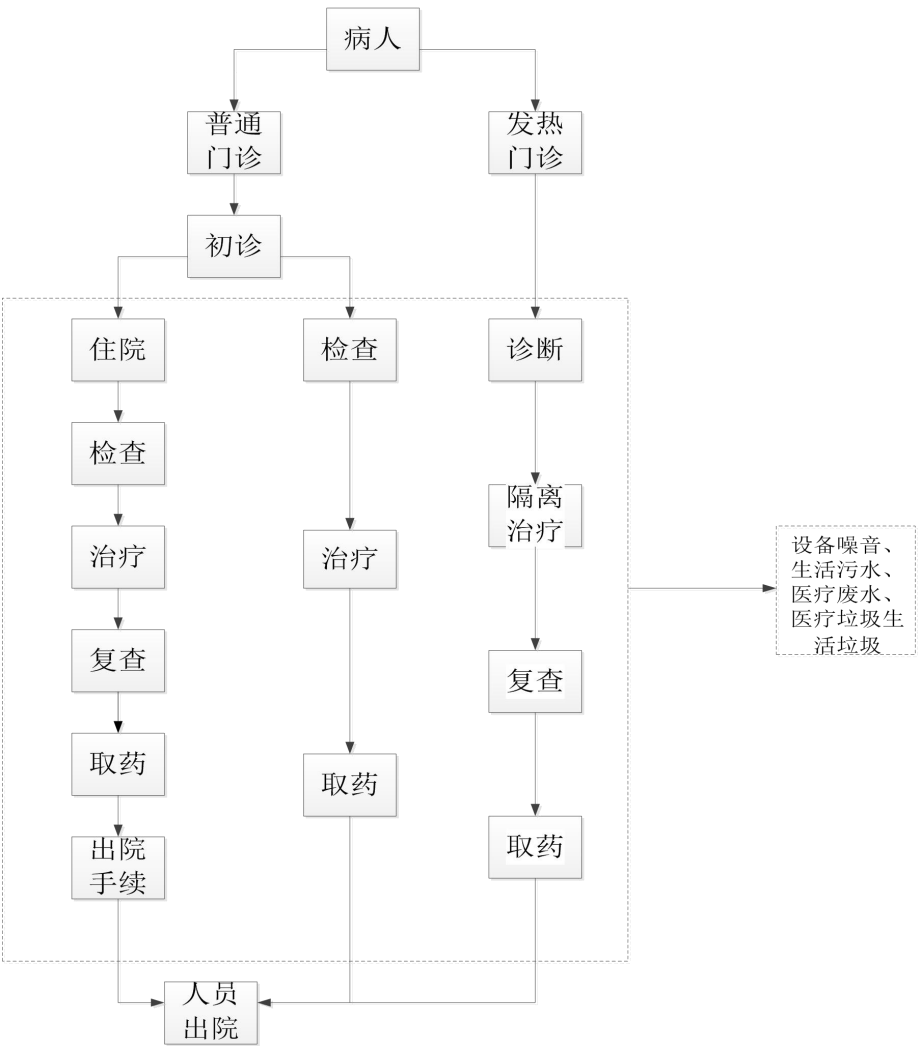 病人
普通
门诊
发热
门诊
初诊
住院
检查
诊断
检查
隔离
治疗
治疗
治疗
设备噪音、
生活污水、
医疗废水、
医疗垃圾生
活垃圾
复查
复查
取药
取药
取药
出院
手续
人员
出院